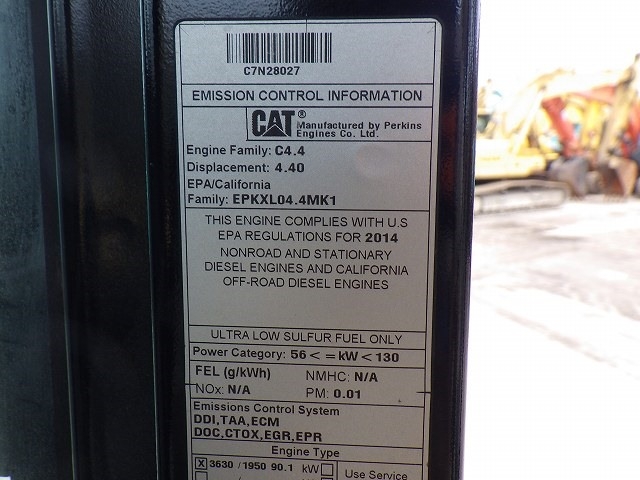 C7N28027
EMISSION CONTROL INFORMATION
CAT® Manufactured by Perkins
Engines Co. Ltd.
Engine Family: C4.4
Displacement: 4.40
EPA/California
Family: EPKXL04.4MK1
THIS ENGINE COMPLIES WITH U.S
EPA REGULATIONS FOR 2014
NONROAD AND STATIONARY
DIESEL ENGINES AND CALIFORNIA
OFF-ROAD DIESEL ENGINES
ULTRA LOW SULFUR FUEL ONLY
Power Category: 56 < = kW < 130
FEL (g/kWh) NMHC: N/A
NOx: N/A PM: 0.01
Emissions Control System
DDI,TAA,ECM
DOC,CTOX,EGR,EPR
Engine Type
X 3630 / 1950 90.1 kW
Use Service